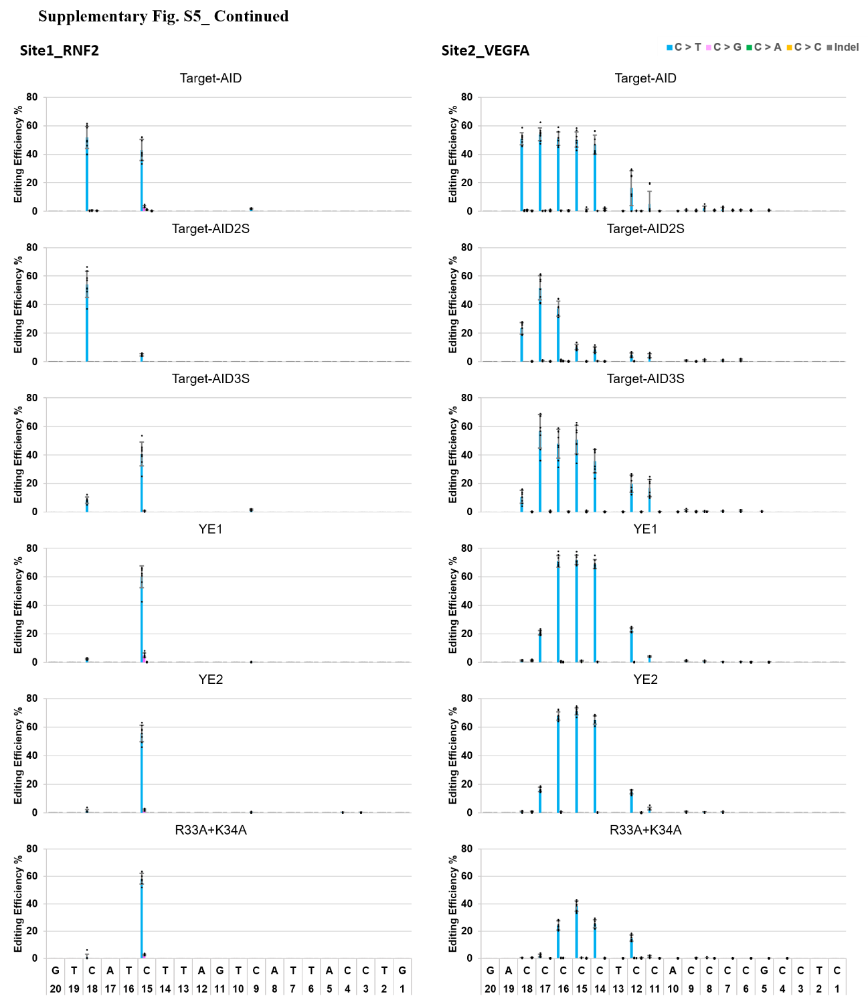 Supplementary Fig. S5_ Continued
Site1_RNF2
Site2_VEGFA
C > T C > G C > A C > C Indel
Target-AID
Target-AID
Editing Efficiency %
80
60
40
20
0
Editing Efficiency %
80
60
40
20
0
Target-AID2S
Target-AID2S
Editing Efficiency %
80
60
40
20
0
Editing Efficiency %
80
60
40
20
0
Target-AID3S
Target-AID3S
Editing Efficiency %
80
60
40
20
0
Editing Efficiency %
80
60
40
20
0
YE1
YE1
Editing Efficiency %
80
60
40
20
0
Editing Efficiency %
80
60
40
20
0
YE2
YE2
Editing Efficiency %
80
60
40
20
0
Editing Efficiency %
80
60
40
20
0
R33A+K34A
R33A+K34A
Editing Efficiency %
80
60
40
20
0
Editing Efficiency %
80
60
40
20
0
G T C A T C T T A G T C A T T A C C T G
20 19 18 17 16 15 14 13 12 11 10 9 8 7 6 5 4 3 2 1
G A C C C C C T C C A C C C C G C C T C
20 19 18 17 16 15 14 13 12 11 10 9 8 7 6 5 4 3 2 1